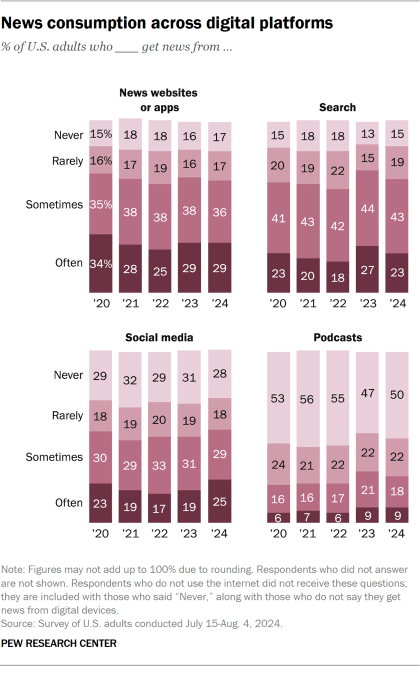 News consumption across digital platforms
% of U.S. adults who ___ get news from ...
News websites
or apps
Never 15% 18 18 16 17
Rarely 16% 17 19 16 17
Sometimes 35% 38 38 38 36
Often 34% 28 25 29 29
'20 '21 '22 '23 '24
Search
15 18 18 13 15
20 19 22 15 19
41 43 42 44 43
23 20 18 27 23
'20 '21 '22 '23 '24
Social media
Never 29 32 29 31 28
Rarely 18 19 20 19 18
Sometimes 30 29 33 31 29
Often 23 19 17 19 25
'20 '21 '22 '23 '24
Podcasts
53 56 55 47 50
24 21 22 22 22
16 16 17 21 18
6 7 6 9 9
'20 '21 '22 '23 '24
Note: Figures may not add up to 100% due to rounding. Respondents who did not answer
are not shown. Respondents who do not use the internet did not receive these questions;
they are included with those who said “Never,” along with those who do not say they get
news from digital devices.
Source: Survey of U.S. adults conducted July 15-Aug. 4, 2024.
PEW RESEARCH CENTER